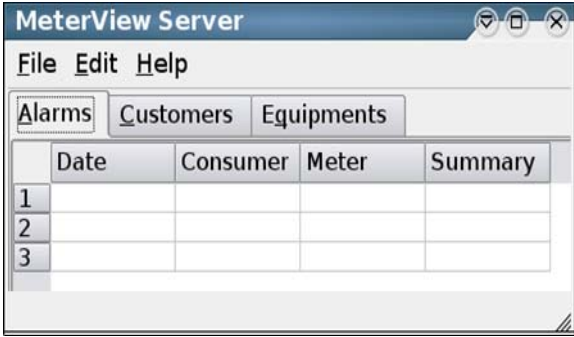 MeterView Server
File Edit Help
Alarms Customers Equipments
Date Consumer Meter Summary
1
2
3